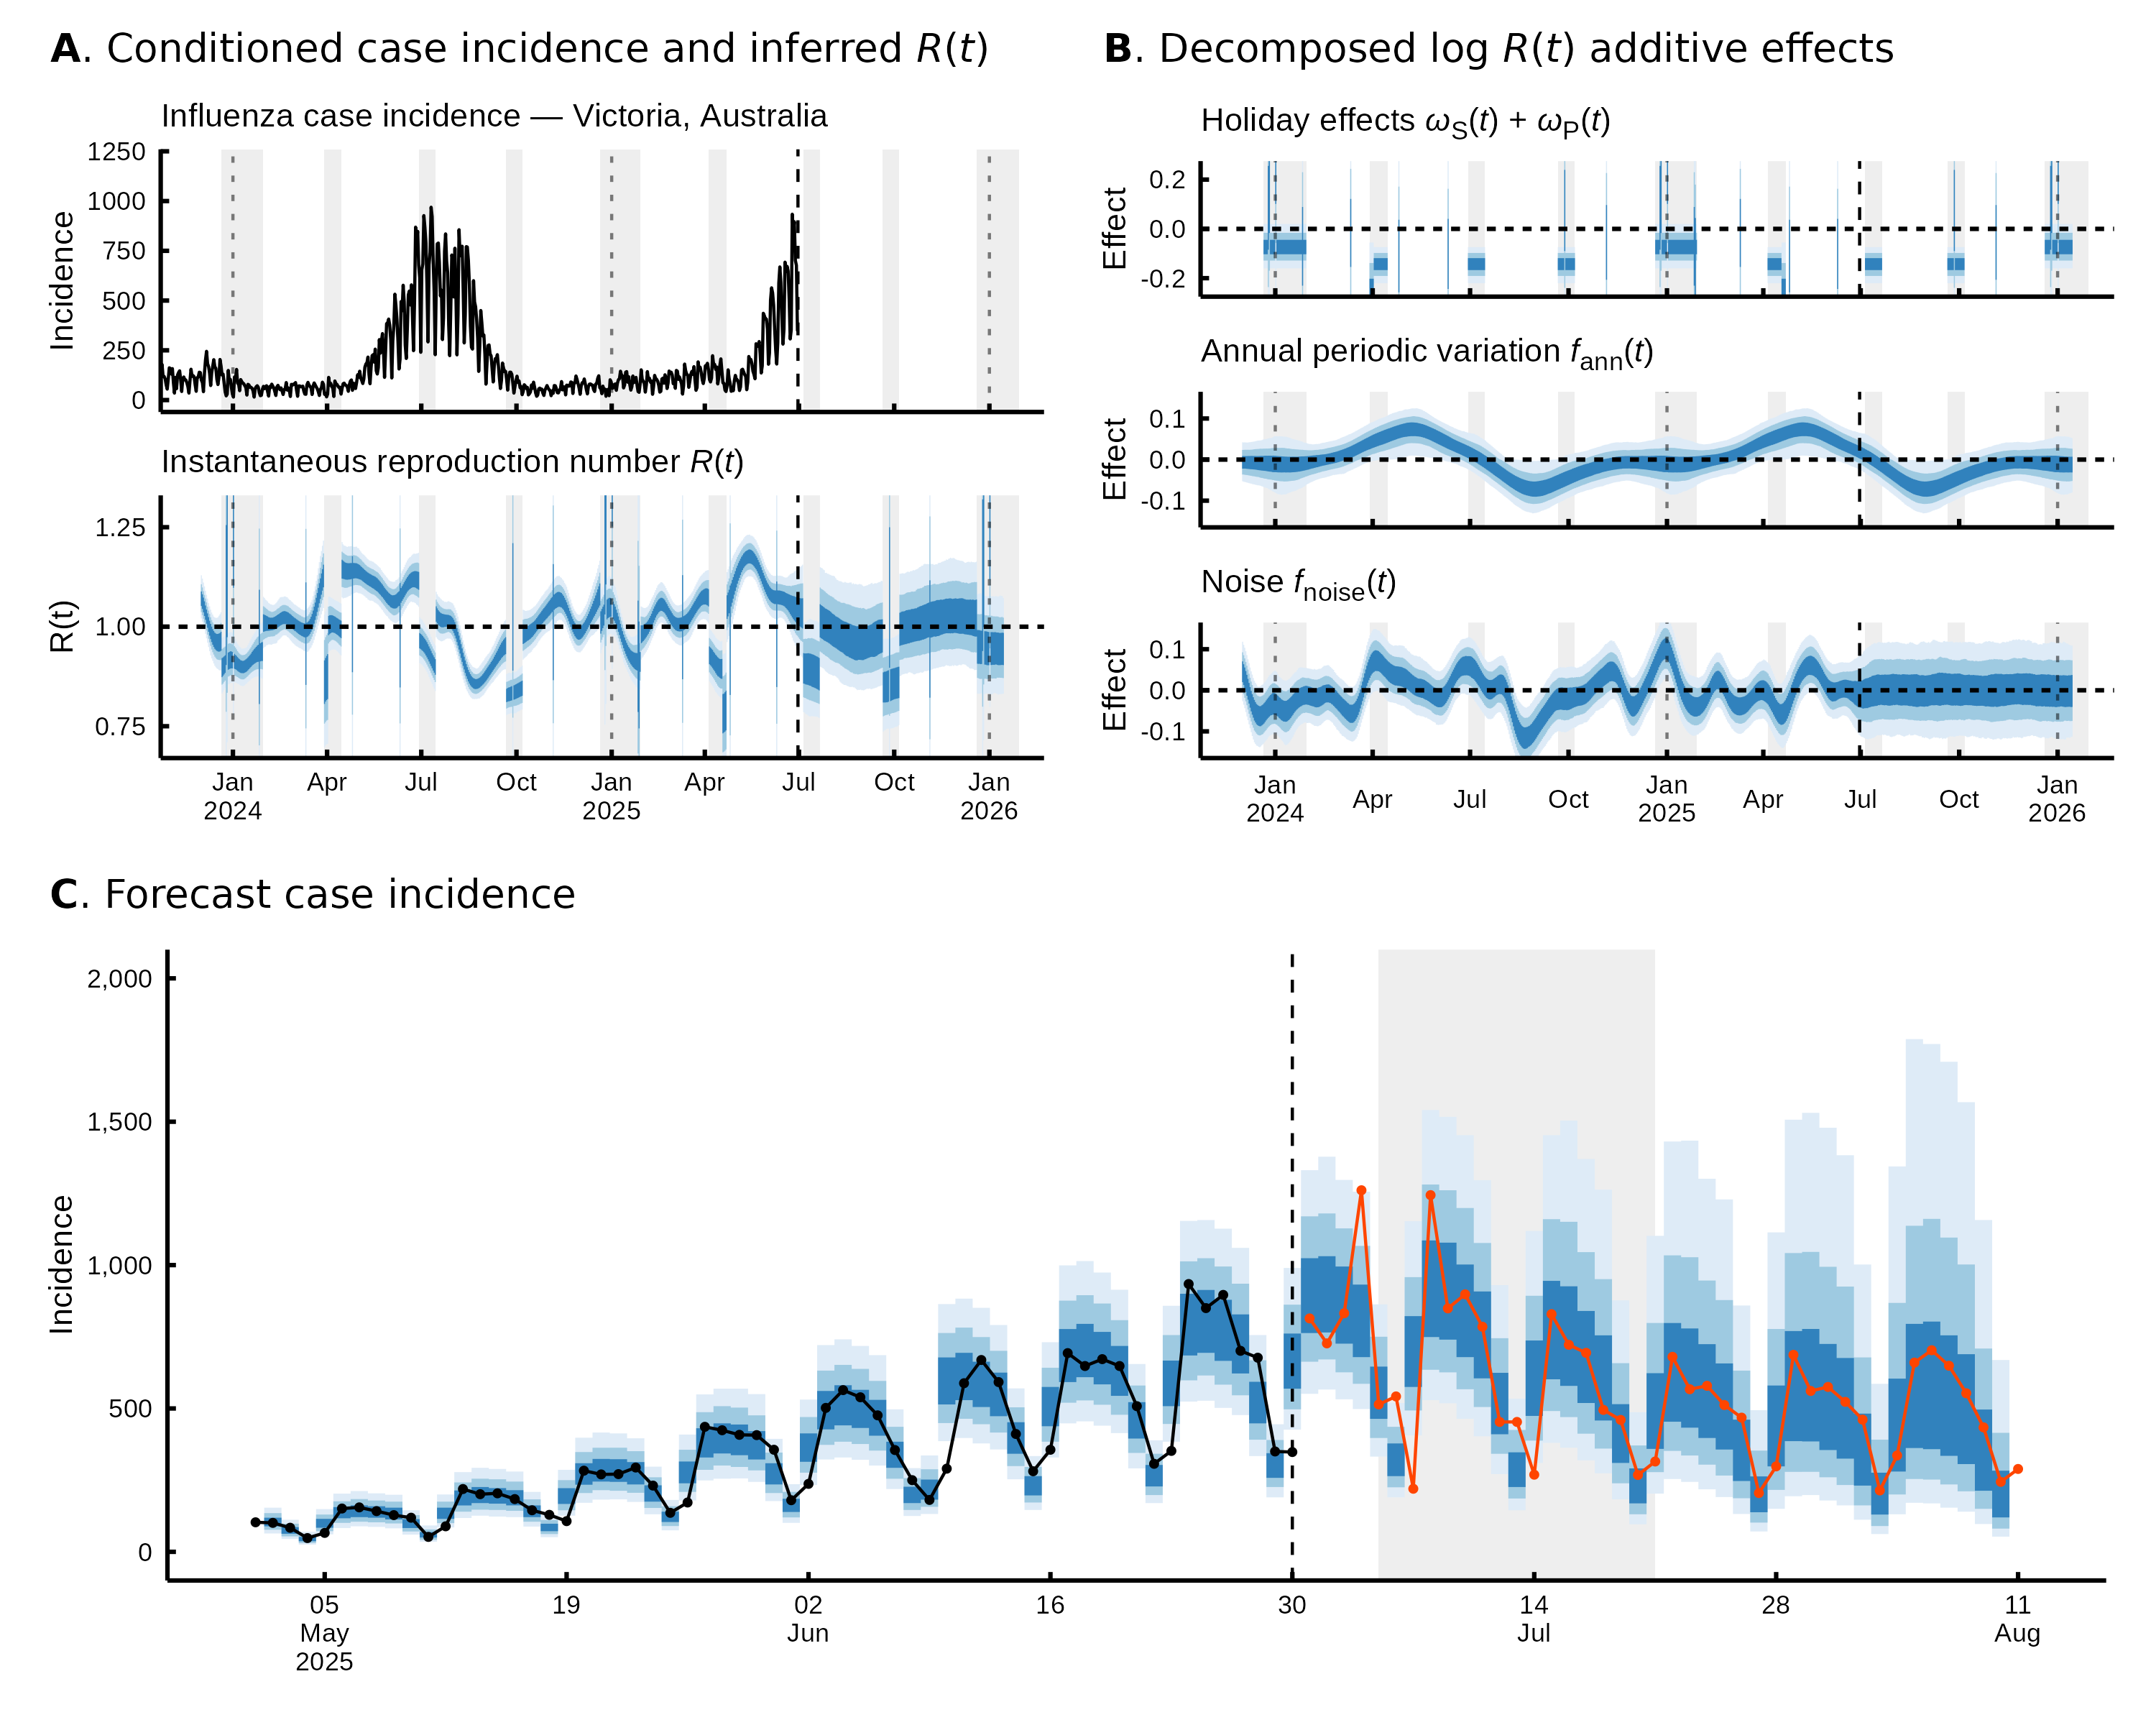 A. Conditioned case incidence and inferred R(t)
Influenza case incidence — Victoria, Australia
1250
1000
750
500
250
0
Incidence
Instantaneous reproduction number R(t)
1.25
1.00
0.75
R(t)
Jan Apr Jul Oct Jan Apr Jul Oct Jan
2024 2025 2026
B. Decomposed log R(t) additive effects
Holiday effects ωS(t) + ωP(t)
0.2
0.0
-0.2
Effect
Annual periodic variation fann(t)
0.1
0.0
-0.1
Effect
Noise fnoise(t)
0.1
0.0
-0.1
Effect
Jan Apr Jul Oct Jan Apr Jul Oct Jan
2024 2025 2026
C. Forecast case incidence
2,000
1,500
1,000
500
0
Incidence
05 19 02 16 30 14 28 11
May Jun Jul Aug
2025